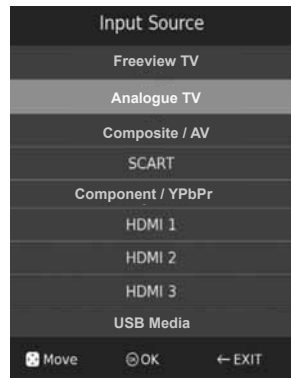 Input Source
Freeview TV
Analogue TV
Composite / AV
SCART
Component / YPbPr
HDMI 1
HDMI 2
HDMI 3
USB Media
Move OK ← EXIT